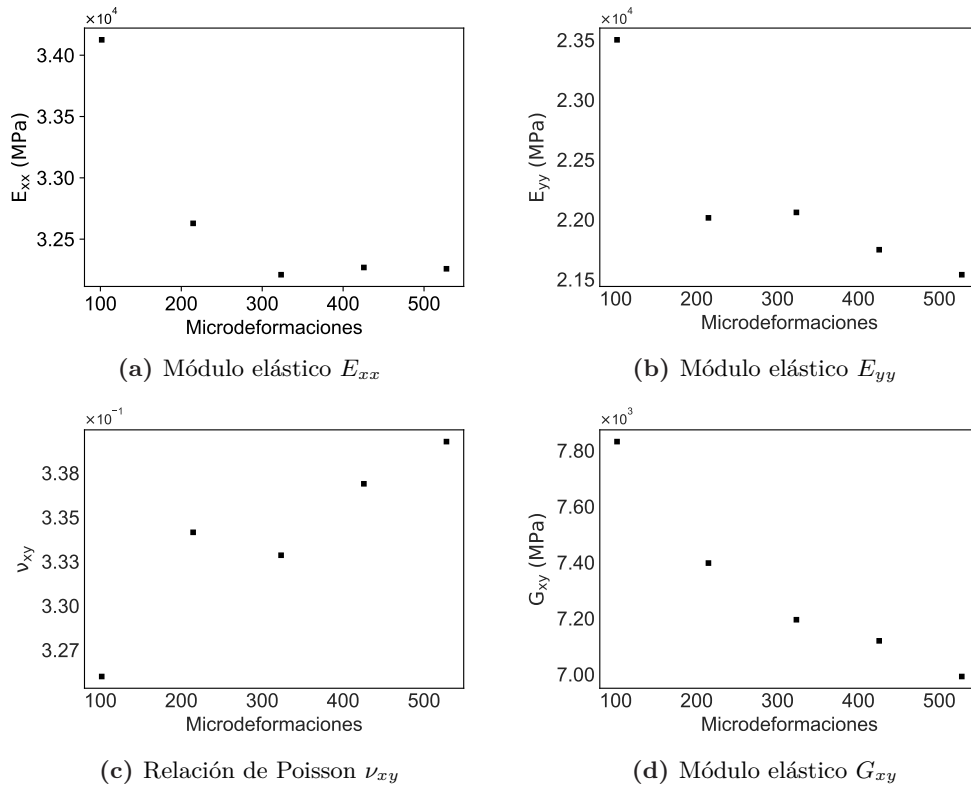 ×10⁴
3.40
3.35
3.30
3.25
E_xx (MPa)
100 200 300 400 500
Microdeformaciones
(a) Módulo elástico E_xx
×10⁴
2.35
2.30
2.25
2.20
2.15
E_yy (MPa)
100 200 300 400 500
Microdeformaciones
(b) Módulo elástico E_yy
×10⁻¹
3.38
3.35
3.33
3.30
3.27
ν_xy
100 200 300 400 500
Microdeformaciones
(c) Relación de Poisson ν_xy
×10³
7.80
7.60
7.40
7.20
7.00
G_xy (MPa)
100 200 300 400 500
Microdeformaciones
(d) Módulo elástico G_xy